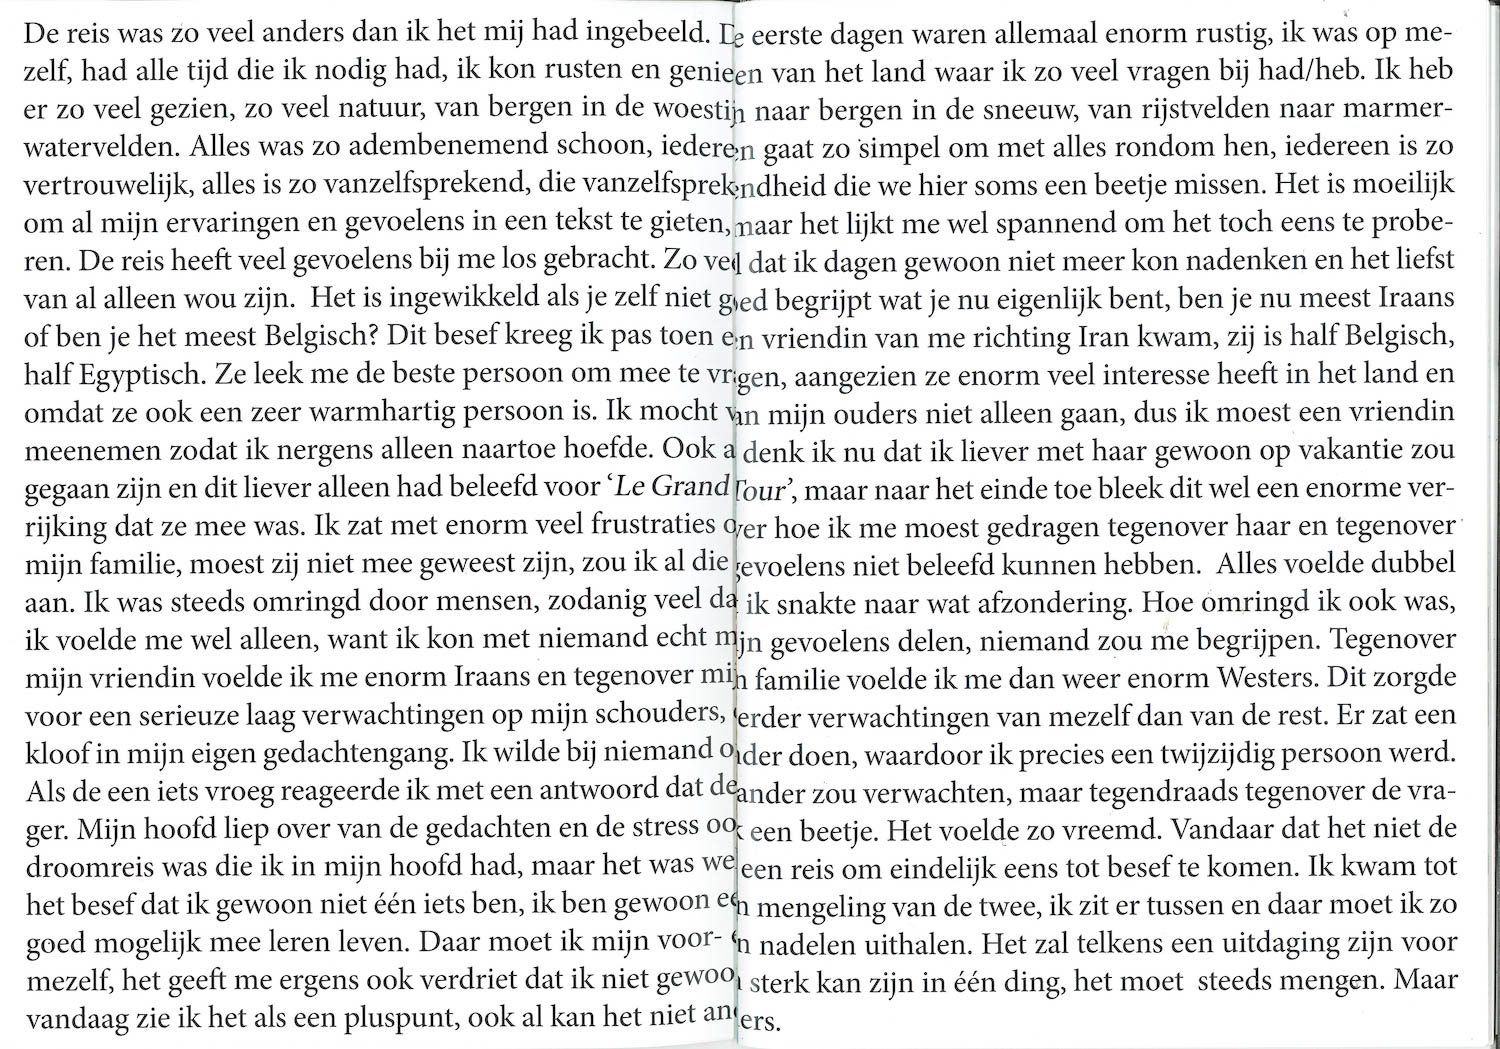 De reis was zo veel anders dan ik het mij had ingebeeld. De eerste dagen waren allemaal enorm rustig, ik was op me-
zelf, had alle tijd die ik nodig had, ik kon rusten en genieen van het land waar ik zo veel vragen bij had/heb. Ik heb
er zo veel gezien, zo veel natuur, van bergen in de woestijn naar bergen in de sneeuw, van rijstvelden naar marmer-
watervelden. Alles was zo adembenemend schoon, iedereen gaat zo simpel om met alles rondom hen, iedereen is zo
vertrouwelijk, alles is zo vanzelfsprekend, die vanzelfsprekendheid die we hier soms een beetje missen. Het is moeilijk
om al mijn ervaringen en gevoelens in een tekst te gieten, maar het lijkt me wel spannend om het toch eens te probe-
ren. De reis heeft veel gevoelens bij me los gebracht. Zo veel dat ik dagen gewoon niet meer kon nadenken en het liefst
van al alleen wou zijn.  Het is ingewikkeld als je zelf niet goed begrijpt wat je nu eigenlijk bent, ben je nu meest Iraans
of ben je het meest Belgisch? Dit besef kreeg ik pas toen een vriendin van me richting Iran kwam, zij is half Belgisch,
half Egyptisch. Ze leek me de beste persoon om mee te vragen, aangezien ze enorm veel interesse heeft in het land en
omdat ze ook een zeer warmhartig persoon is. Ik mocht van mijn ouders niet alleen gaan, dus ik moest een vriendin
meenemen zodat ik nergens alleen naartoe hoefde. Ook al denk ik nu dat ik liever met haar gewoon op vakantie zou
gegaan zijn en dit liever alleen had beleefd voor ‘Le Grand Tour’, maar naar het einde toe bleek dit wel een enorme ver-
rijking dat ze mee was. Ik zat met enorm veel frustraties over hoe ik me moest gedragen tegenover haar en tegenover
mijn familie, moest zij niet mee geweest zijn, zou ik al die gevoelens niet beleefd kunnen hebben.  Alles voelde dubbel
aan. Ik was steeds omringd door mensen, zodanig veel dat ik snakte naar wat afzondering. Hoe omringd ik ook was,
ik voelde me wel alleen, want ik kon met niemand echt mijn gevoelens delen, niemand zou me begrijpen. Tegenover
mijn vriendin voelde ik me enorm Iraans en tegenover mijn familie voelde ik me dan weer enorm Westers. Dit zorgde
voor een serieuze laag verwachtingen op mijn schouders, eerder verwachtingen van mezelf dan van de rest. Er zat een
kloof in mijn eigen gedachtengang. Ik wilde bij niemand onder doen, waardoor ik precies een twijzijdig persoon werd.
Als de een iets vroeg reageerde ik met een antwoord dat de ander zou verwachten, maar tegendraads tegenover de vra-
ger. Mijn hoofd liep over van de gedachten en de stress ook een beetje. Het voelde zo vreemd. Vandaar dat het niet de
droomreis was die ik in mijn hoofd had, maar het was wel een reis om eindelijk eens tot besef te komen. Ik kwam tot
het besef dat ik gewoon niet één iets ben, ik ben gewoon een mengeling van de twee, ik zit er tussen en daar moet ik zo
goed mogelijk mee leren leven. Daar moet ik mijn voor- en nadelen uithalen. Het zal telkens een uitdaging zijn voor
mezelf, het geeft me ergens ook verdriet dat ik niet gewoon sterk kan zijn in één ding, het moet  steeds mengen. Maar
vandaag zie ik het als een pluspunt, ook al kan het niet anders.